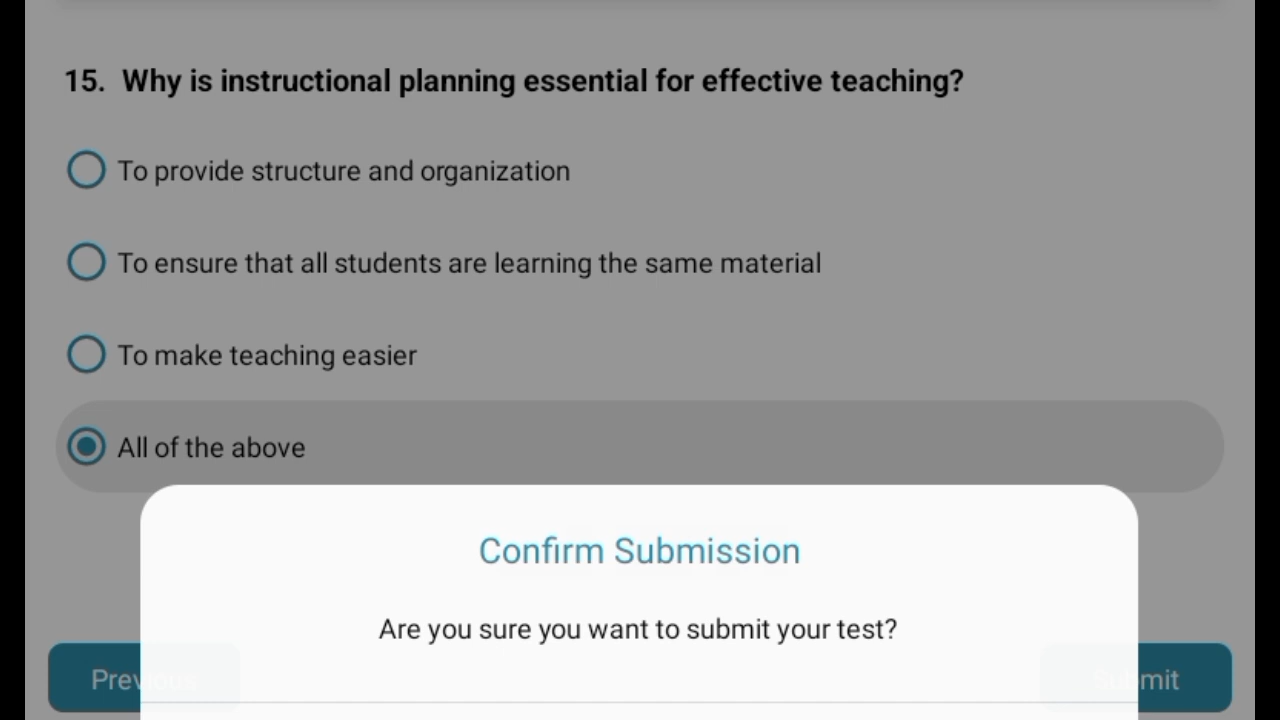 15. Why is instructional planning essential for effective teaching?
To provide structure and organization
To ensure that all students are learning the same material
To make teaching easier
All of the above
Confirm Submission
Are you sure you want to submit your test?
Previous
Submit